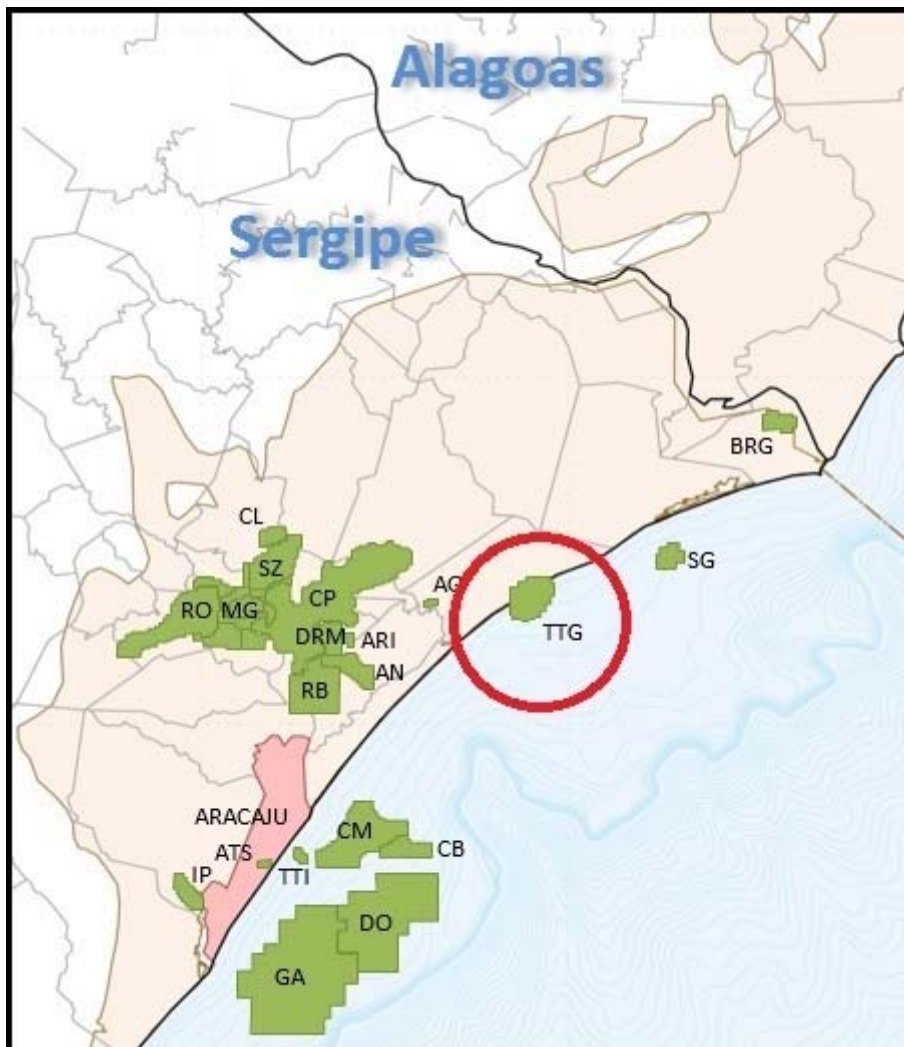 Alagoas
Sergipe
BRG
CL
SZ
SG
AG
CP
RO
MG
TTG
DRM
ARI
AN
RB
ARACAJU
CM
ATS
CB
IP
TTI
DO
GA